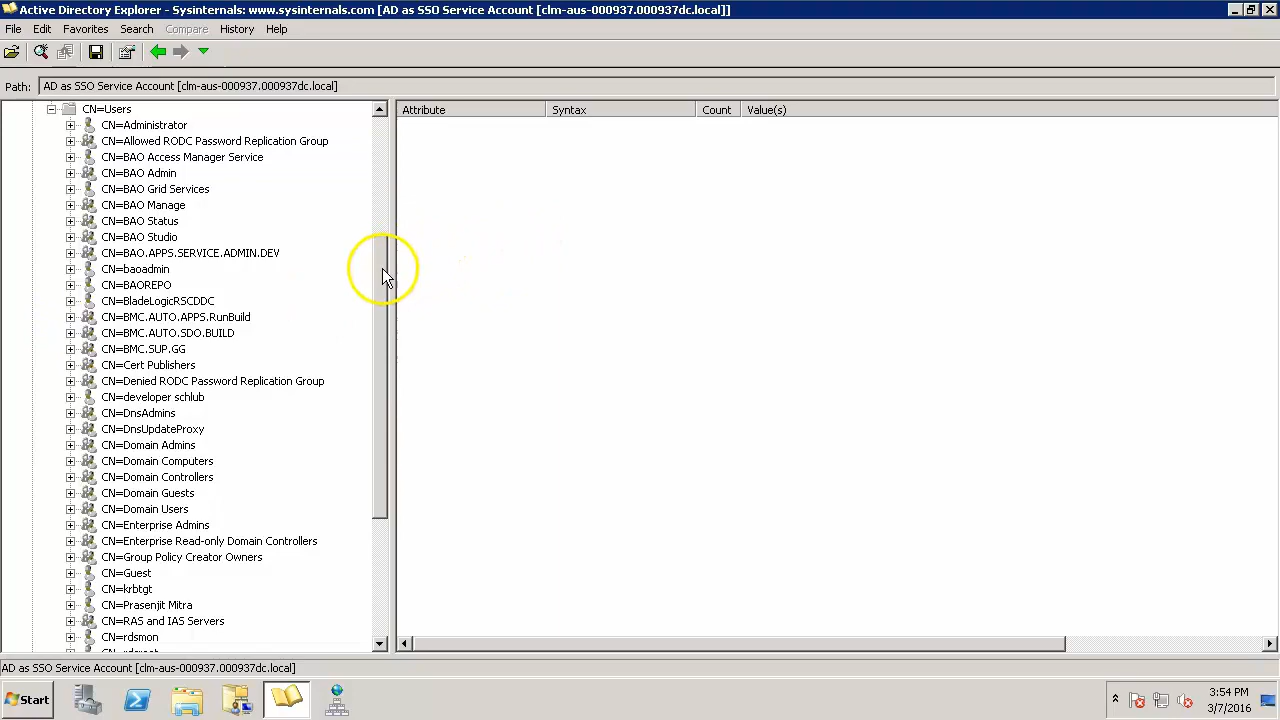 Active Directory Explorer - Sysinternals: www.sysinternals.com [AD as SSO Service Account [clm-aus-000937.000937dc.local]]
File Edit Favorites Search Compare History Help
Path: AD as SSO Service Account [clm-aus-000937.000937dc.local]
Attribute Syntax Count Value(s)
CN=Users
CN=Administrator
CN=Allowed RODC Password Replication Group
CN=BAO Access Manager Service
CN=BAO Admin
CN=BAO Grid Services
CN=BAO Manage
CN=BAO Status
CN=BAO Studio
CN=BAO.APPS.SERVICE.ADMIN.DEV
CN=baoadmin
CN=BAOREPO
CN=BladeLogicRSCDDC
CN=BMC.AUTO.APPS.RunBuild
CN=BMC.AUTO.SDO.BUILD
CN=BMC.SUP.GG
CN=Cert Publishers
CN=Denied RODC Password Replication Group
CN=developer schlub
CN=DnsAdmins
CN=DnsUpdateProxy
CN=Domain Admins
CN=Domain Computers
CN=Domain Controllers
CN=Domain Guests
CN=Domain Users
CN=Enterprise Admins
CN=Enterprise Read-only Domain Controllers
CN=Group Policy Creator Owners
CN=Guest
CN=krbtgt
CN=Prasenjit Mitra
CN=RAS and IAS Servers
CN=rdsmon
AD as SSO Service Account [clm-aus-000937.000937dc.local]
Start
3:54 PM
3/7/2016